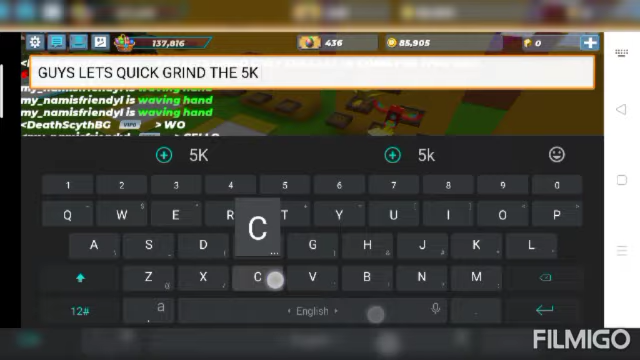 137,816 436 85,905 0
GUYS LETS QUICK GRIND THE 5K
my_namisfriendyl is waving hand
my_namisfriendyl is waving hand
<DeathScythBG VIP > WO
5K 5k
1 2 3 4 5 6 7 8 9 0
Q W E R T Y U I O P
C
A S D G H J K L
Z X C V B N M
12# a English
FILMIGO